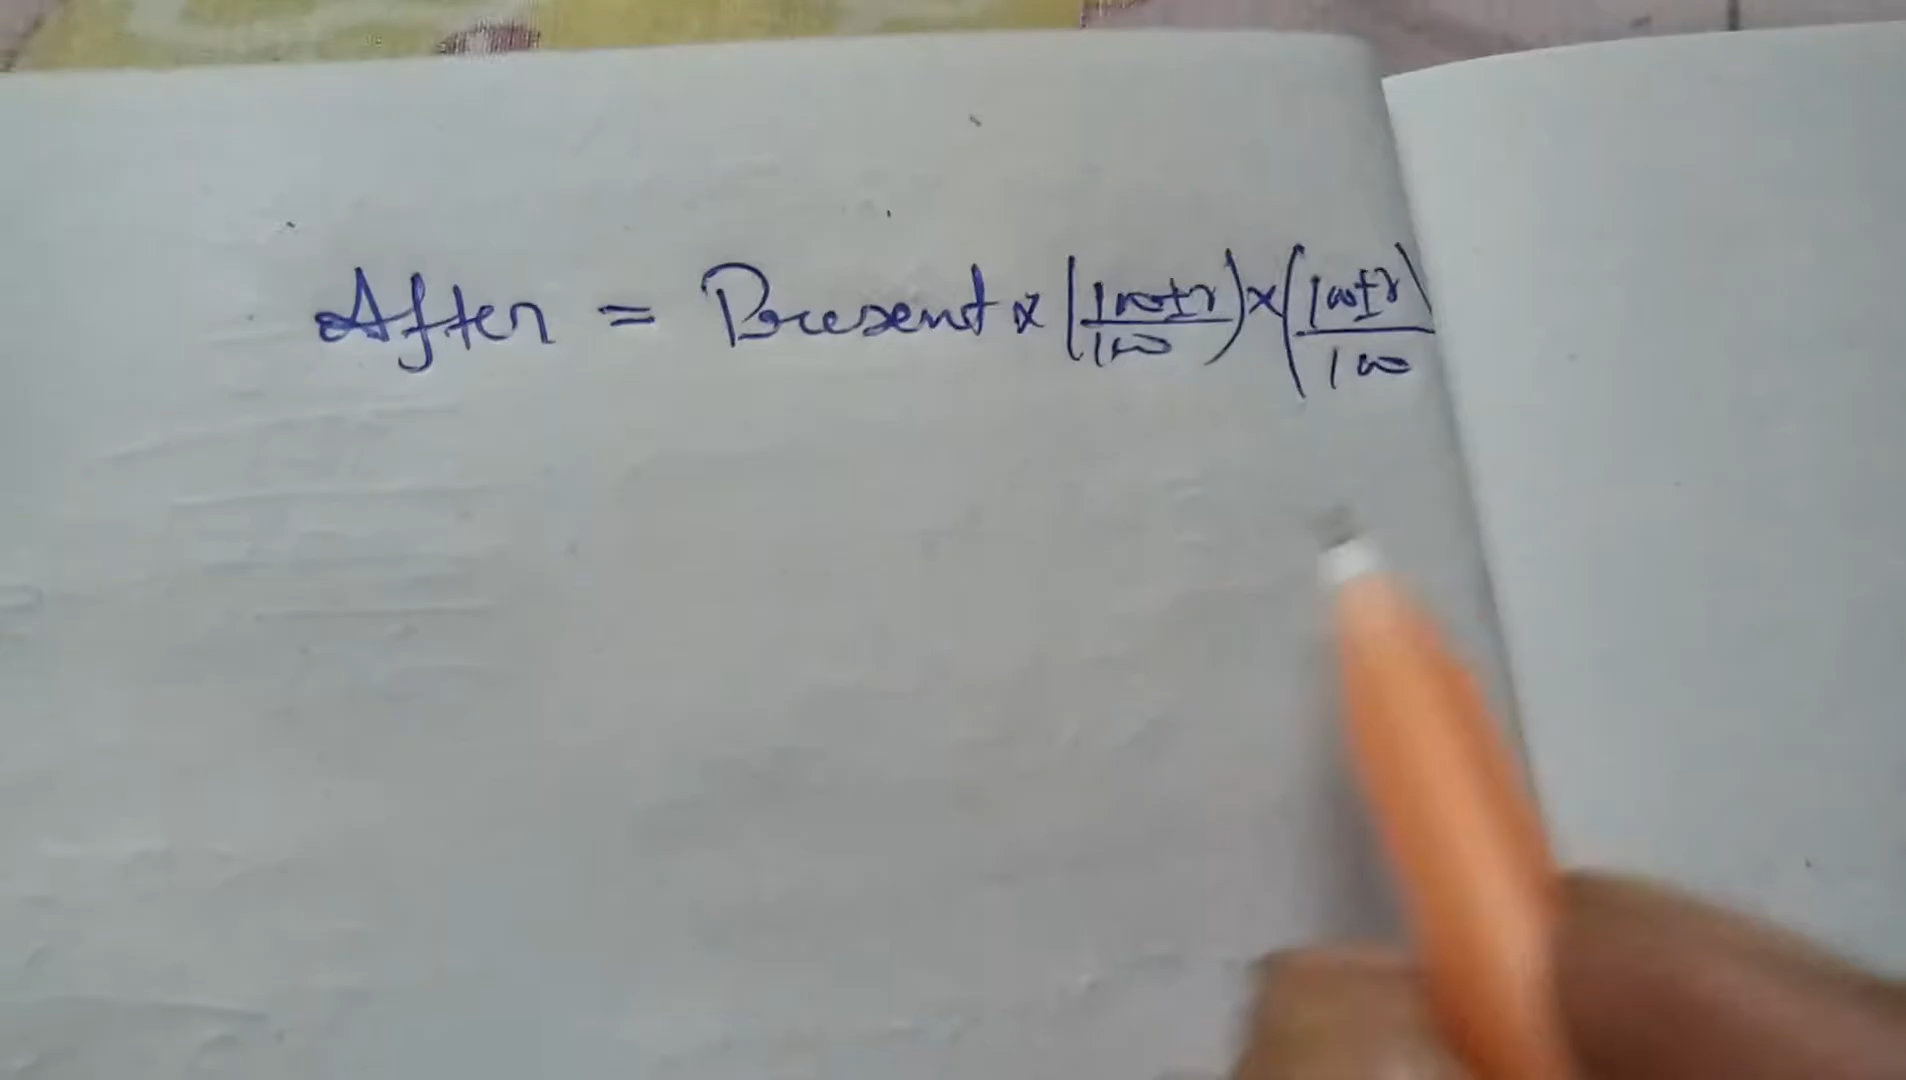 After = Present × (100±r/100) × (100±r/100